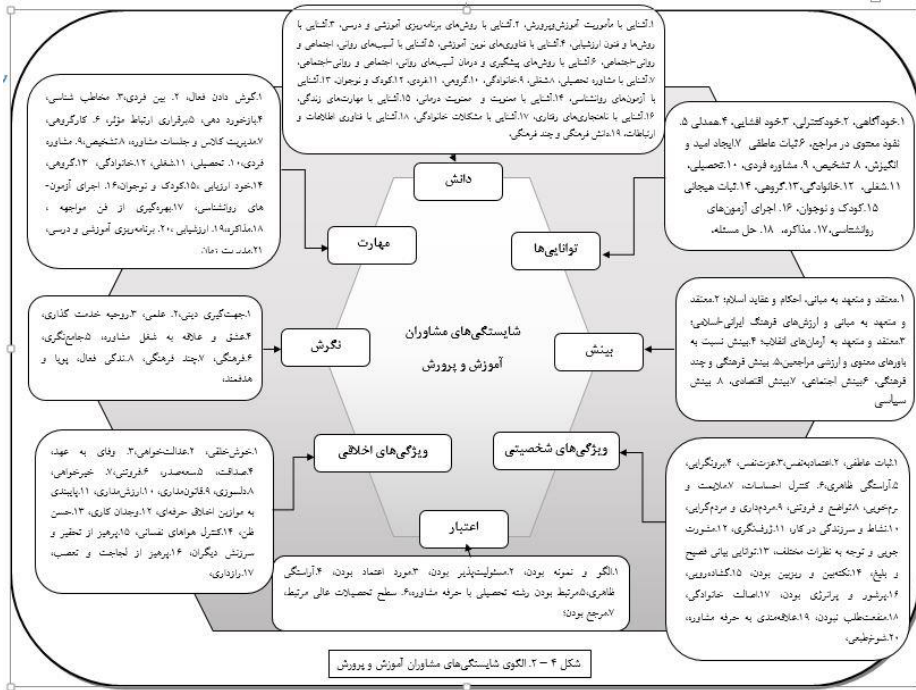 ۱.آشنایی با مأموریت آموزش‌وپرورش، ۲.آشنایی با روش‌های برنامه‌ریزی آموزشی و درسی، ۳.آشنایی با
روش‌ها و فنون ارزشیابی، ۴.آشنایی با فناوری‌های نوین آموزشی، ۵.آشنایی با آسیب‌های روانی، اجتماعی و
روانی-اجتماعی، ۶.آشنایی با روش‌های پیشگیری و درمان آسیب‌های روانی، اجتماعی و روانی-اجتماعی،
۷.آشنایی با مشاوره تحصیلی، ۸.شغلی، ۹.خانوادگی، ۱۰.گروهی، ۱۱.فردی، ۱۲.کودک و نوجوان، ۱۳.آشنایی
با آزمون‌های روانشناسی، ۱۴.آشنایی با معنویت و معنویت درمانی، ۱۵.آشنایی با مهارت‌های زندگی،
۱۶.آشنایی با ناهنجاری‌های رفتاری، ۱۷.آشنایی با مشکلات خانوادگی، ۱۸.آشنایی با فناوری اطلاعات و
ارتباطات، ۱۹.دانش فرهنگی و چند فرهنگی.
دانش
۱.خودآگاهی، ۲.خودکنترلی، ۳.خود افشایی، ۴.همدلی ۵.
نفوذ معنوی در مراجع، ۶.ثبات عاطفی ۷.ایجاد امید و
انگیزش، ۸. تشخیص، ۹. مشاوره فردی، ۱۰.تحصیلی،
۱۱.شغلی، ۱۲.خانوادگی، ۱۳.گروهی، ۱۴.ثبات هیجانی
۱۵.کودک و نوجوان، ۱۶. اجرای آزمون‌های
روانشناسی، ۱۷. مذاکره، ۱۸. حل مسئله،
توانایی‌ها
۱.گوش دادن فعال، ۲. بین فردی، ۳. مخاطب شناسی،
۴.بازخورد دهی، ۵.برقراری ارتباط مؤثر، ۶. کارگروهی،
۷.مدیریت کلاس و جلسات مشاوره، ۸.تشخیص، ۹. مشاوره
فردی، ۱۰. تحصیلی، ۱۱.شغلی، ۱۲.خانوادگی، ۱۳.گروهی،
۱۴.خود ارزیابی ،۱۵.کودک و نوجوان، ۱۶. اجرای آزمون-
های روانشناسی، ۱۷.بهره‌گیری از فن مواجهه ،
۱۸.مذاکره، ۱۹. ارزشیابی ،۲۰. برنامه‌ریزی آموزشی و درسی،
۲۱.مدیریت زمان
مهارت
۱.معتقد و متعهد به مبانی، احکام و عقاید اسلام؛ ۲.معتقد
و متعهد به مبانی و ارزش‌های فرهنگ ایرانی-اسلامی؛
۳.معتقد و متعهد به آرمان‌های انقلاب؛ ۴.بینش نسبت به
باورهای معنوی و ارزشی مراجعین، ۵. بینش فرهنگی و چند
فرهنگی، ۶.بینش اجتماعی، ۷.بینش اقتصادی، ۸. بینش
سیاسی
بینش
شایستگی‌های مشاوران
آموزش و پرورش
نگرش
۱.جهت‌گیری دینی، ۲. علمی، ۳.روحیه خدمت گذاری،
۴.عشق و علاقه به شغل مشاوره، ۵.جامع‌نگری،
۶.فرهنگی، ۷.چند فرهنگی، ۸.زندگی فعال، پویا و
هدفمند،
ویژگی‌های شخصیتی
۱.ثبات عاطفی، ۲.اعتمادبه‌نفس، ۳.عزت‌نفس، ۴.برونگرایی،
۵.آراستگی ظاهری، ۶. کنترل احساسات، ۷.ملایمت و
نرم‌خویی، ۸.تواضع و فروتنی، ۹.مردم‌داری و مردم‌گرایی،
۱۰.نشاط و سرزندگی در کار، ۱۱.ژرف‌نگری، ۱۲.مشورت
جویی و توجه به نظرات مختلف، ۱۳.توانایی بیانی فصیح
و بلیغ، ۱۴.نکته‌بین و ریزبین بودن، ۱۵.گشاده‌رویی،
۱۶.پرشور و پرانرژی بودن، ۱۷.اصالت خانوادگی،
۱۸.منفعت‌طلب نبودن، ۱۹.علاقه‌مندی به حرفه مشاوره،
۲۰.شوخ‌طبعی،
ویژگی‌های اخلاقی
۱.خوش‌خلقی، ۲.عدالت‌خواهی، ۳. وفای به عهد،
۴.صداقت، ۵.سعه‌صدر، ۶.فروتنی، ۷. خیرخواهی،
۸.دلسوزی، ۹.قانون‌مداری، ۱۰.ارزش‌مداری، ۱۱.پایبندی
به موازین اخلاق حرفه‌ای، ۱۲.وجدان کاری، ۱۳.حسن
ظن، ۱۴.کنترل هواهای نفسانی، ۱۵.پرهیز از تحقیر و
سرزنش دیگران، ۱۶.پرهیز از لجاجت و تعصب،
۱۷.رازداری،
اعتبار
۱.الگو و نمونه بودن، ۲.مسئولیت‌پذیر بودن، ۳.مورد اعتماد بودن، ۴.آراستگی
ظاهری، ۵.مرتبط بودن رشته تحصیلی با حرفه مشاوره، ۶. سطح تحصیلات عالی مرتبط،
۷.مرجع بودن؛
شکل ۴ – ۲. الگوی شایستگی‌های مشاوران آموزش و پرورش